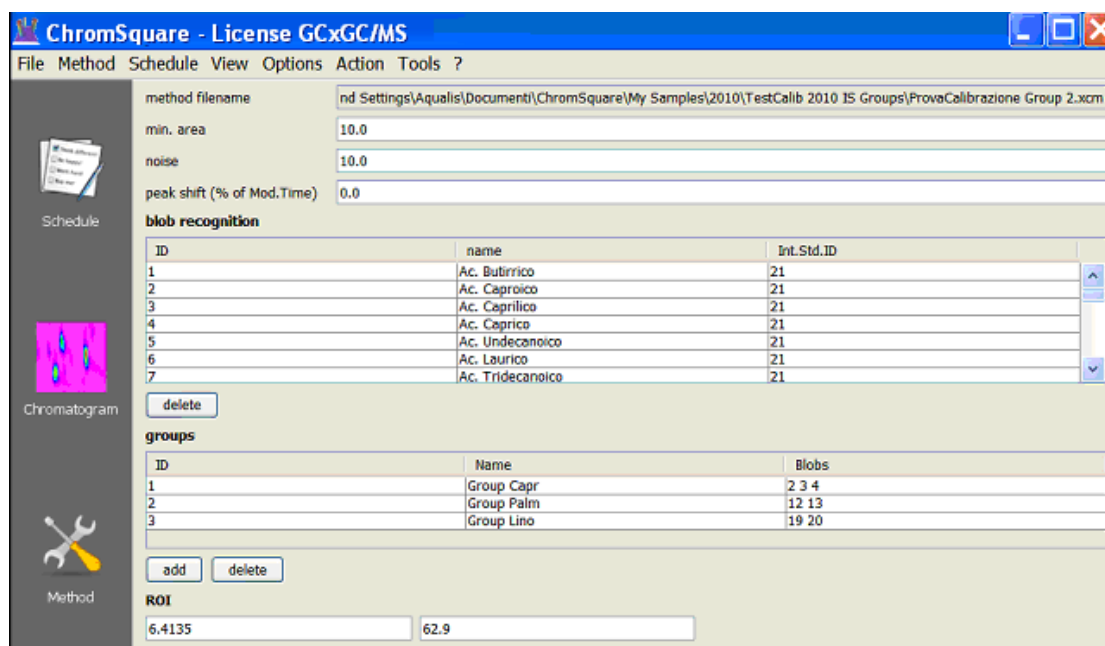 ChromSquare - License GCxGC/MS
File Method Schedule View Options Action Tools ?
method filename nd Settings\Aqualis\Documenti\ChromSquare\My Samples\2010\TestCalib 2010 IS Groups\ProvaCalibrazione Group 2.xcm
min. area 10.0
noise 10.0
peak shift (% of Mod.Time) 0.0
Schedule
blob recognition
ID name Int.Std.ID
1 Ac. Butirrico 21
2 Ac. Caproico 21
3 Ac. Caprilico 21
4 Ac. Caprico 21
5 Ac. Undecanoico 21
6 Ac. Laurico 21
7 Ac. Tridecanoico 21
Chromatogram
delete
groups
ID Name Blobs
1 Group Capr 2 3 4
2 Group Palm 12 13
3 Group Lino 19 20
add delete
Method
ROI
6.4135 62.9